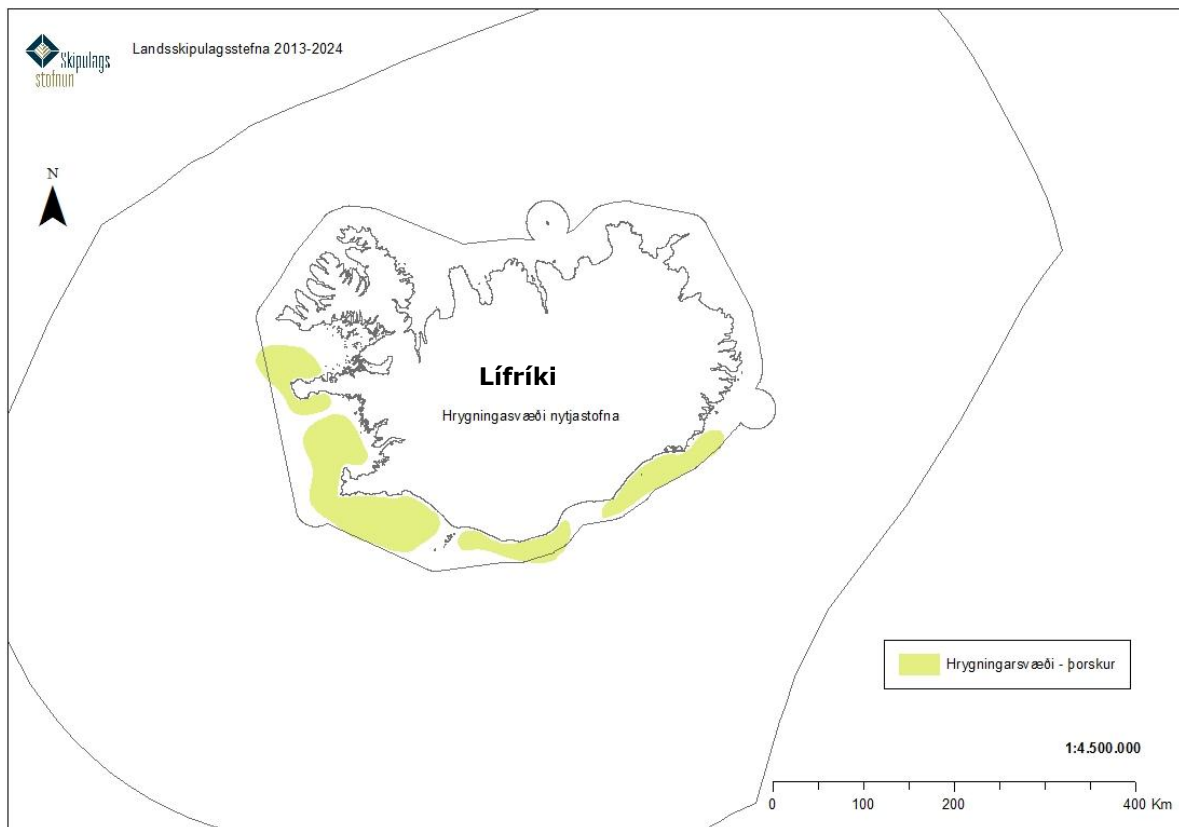 Skipulags
stofnun
Landsskipulagsstefna 2013-2024
N
Lífríki
Hrygningasvæði nytjastofna
Hrygningarsvæði - þorskur
1:4.500.000
0 100 200 400 Km